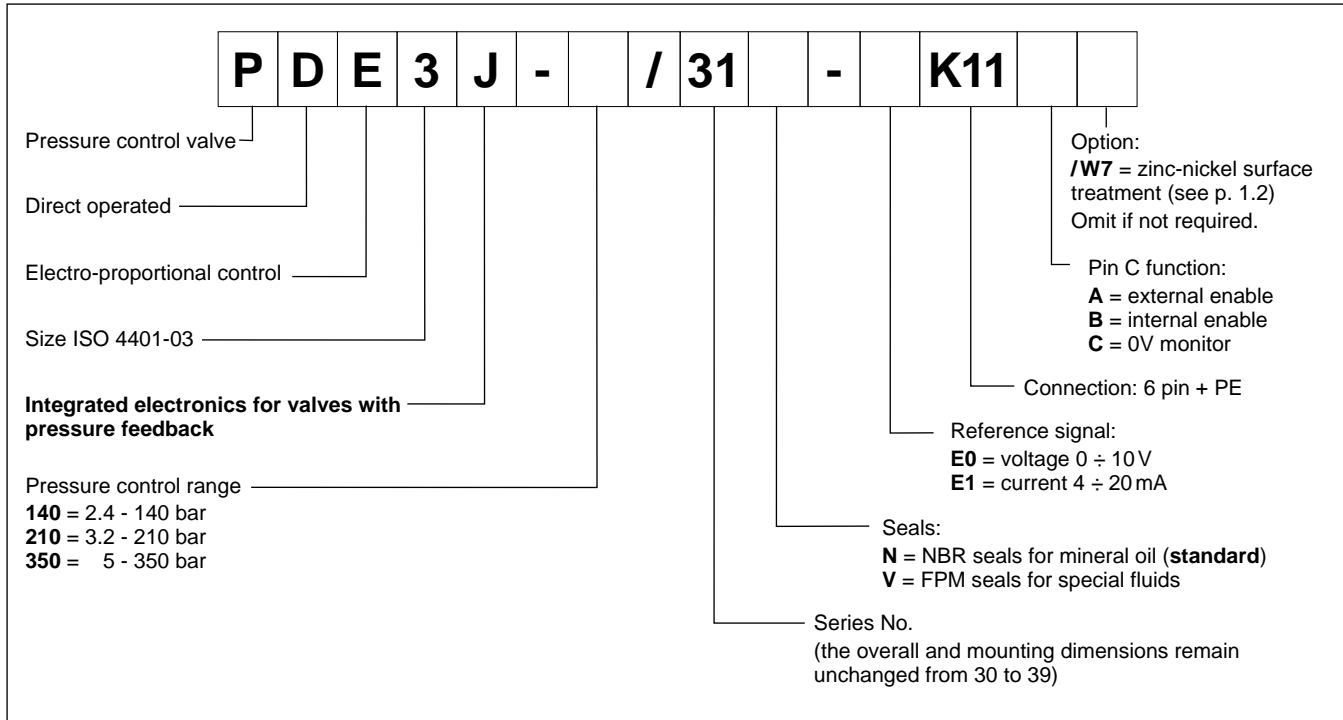 P D E 3 J - / 31 - K11
Pressure control valve
Direct operated
Electro-proportional control
Size ISO 4401-03
Integrated electronics for valves with
pressure feedback
Pressure control range
140 = 2.4 - 140 bar
210 = 3.2 - 210 bar
350 = 5 - 350 bar
Option:
/W7 = zinc-nickel surface
treatment (see p. 1.2)
Omit if not required.
Pin C function:
A = external enable
B = internal enable
C = 0V monitor
Connection: 6 pin + PE
Reference signal:
E0 = voltage 0 ÷ 10 V
E1 = current 4 ÷ 20 mA
Seals:
N = NBR seals for mineral oil (standard)
V = FPM seals for special fluids
Series No.
(the overall and mounting dimensions remain
unchanged from 30 to 39)